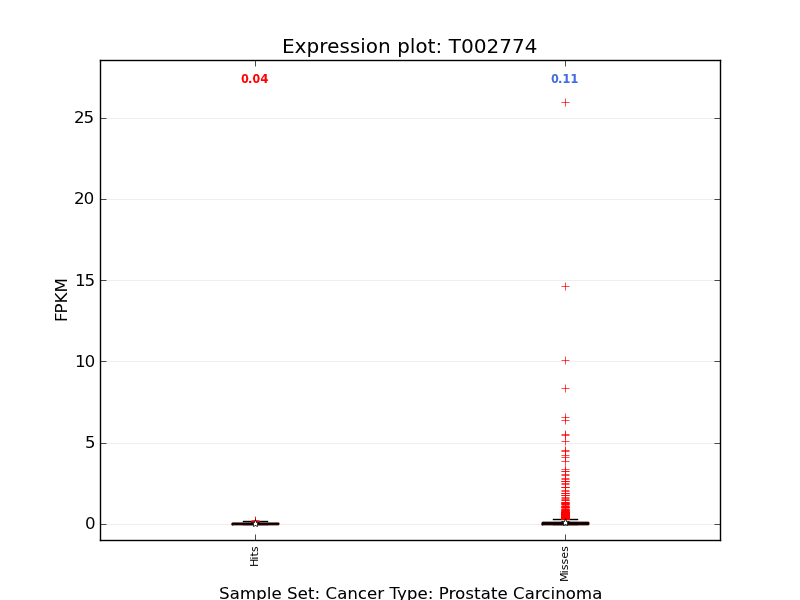 Expression plot: T002774
0.04
0.11
25
20
15
10
5
0
FPKM
Hits
Misses
Sample Set: Cancer Type: Prostate Carcinoma